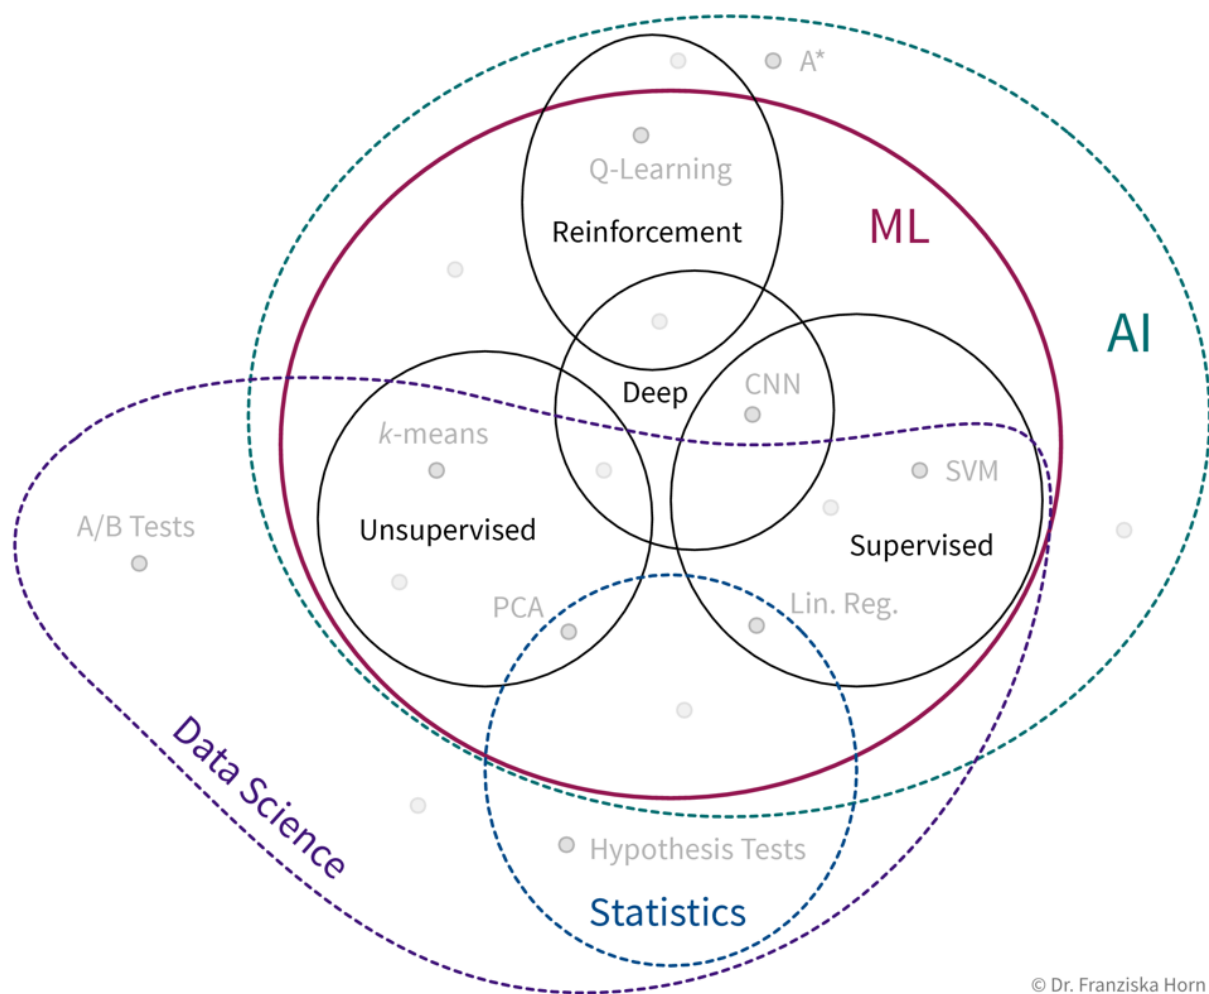 A*
Q-Learning
Reinforcement
ML
AI
Deep
CNN
k-means
SVM
A/B Tests
Unsupervised
Supervised
PCA
Lin. Reg.
Data Science
Hypothesis Tests
Statistics
© Dr. Franziska Horn